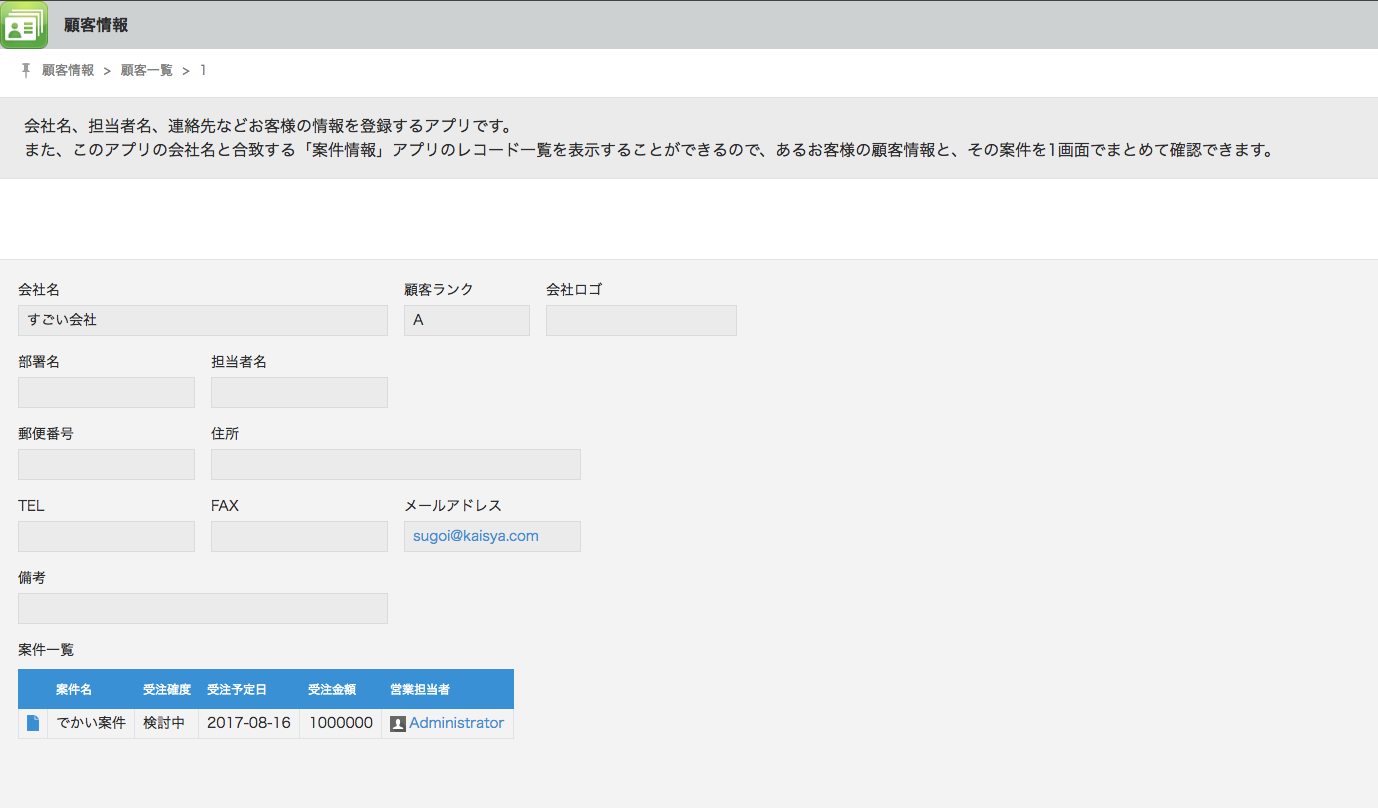 顧客情報
顧客情報 > 顧客一覧 > 1
会社名、担当者名、連絡先などお客様の情報を登録するアプリです。
また、このアプリの会社名と合致する「案件情報」アプリのレコード一覧を表示することができるので、あるお客様の顧客情報と、その案件を1画面でまとめて確認できます。
会社名 顧客ランク 会社ロゴ
すごい会社 A
部署名 担当者名
郵便番号 住所
TEL FAX メールアドレス
sugoi@kaisya.com
備考
案件一覧
案件名 受注確度 受注予定日 受注金額 営業担当者
でかい案件 検討中 2017-08-16 1000000 Administrator